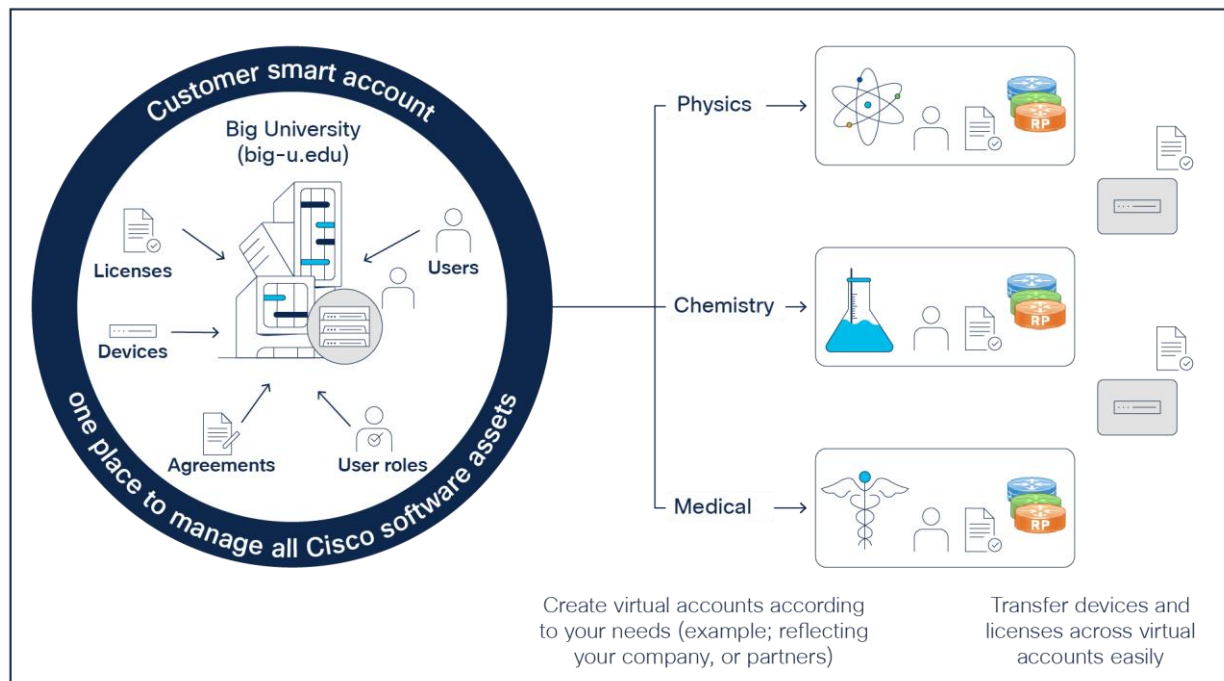 Customer smart account
Big University
(big-u.edu)
Licenses
Users
Devices
Agreements
User roles
one place to manage all Cisco software assets
Physics
RP
Chemistry
RP
Medical
RP
Create virtual accounts according
to your needs (example; reflecting
your company, or partners)
Transfer devices and
licenses across virtual
accounts easily